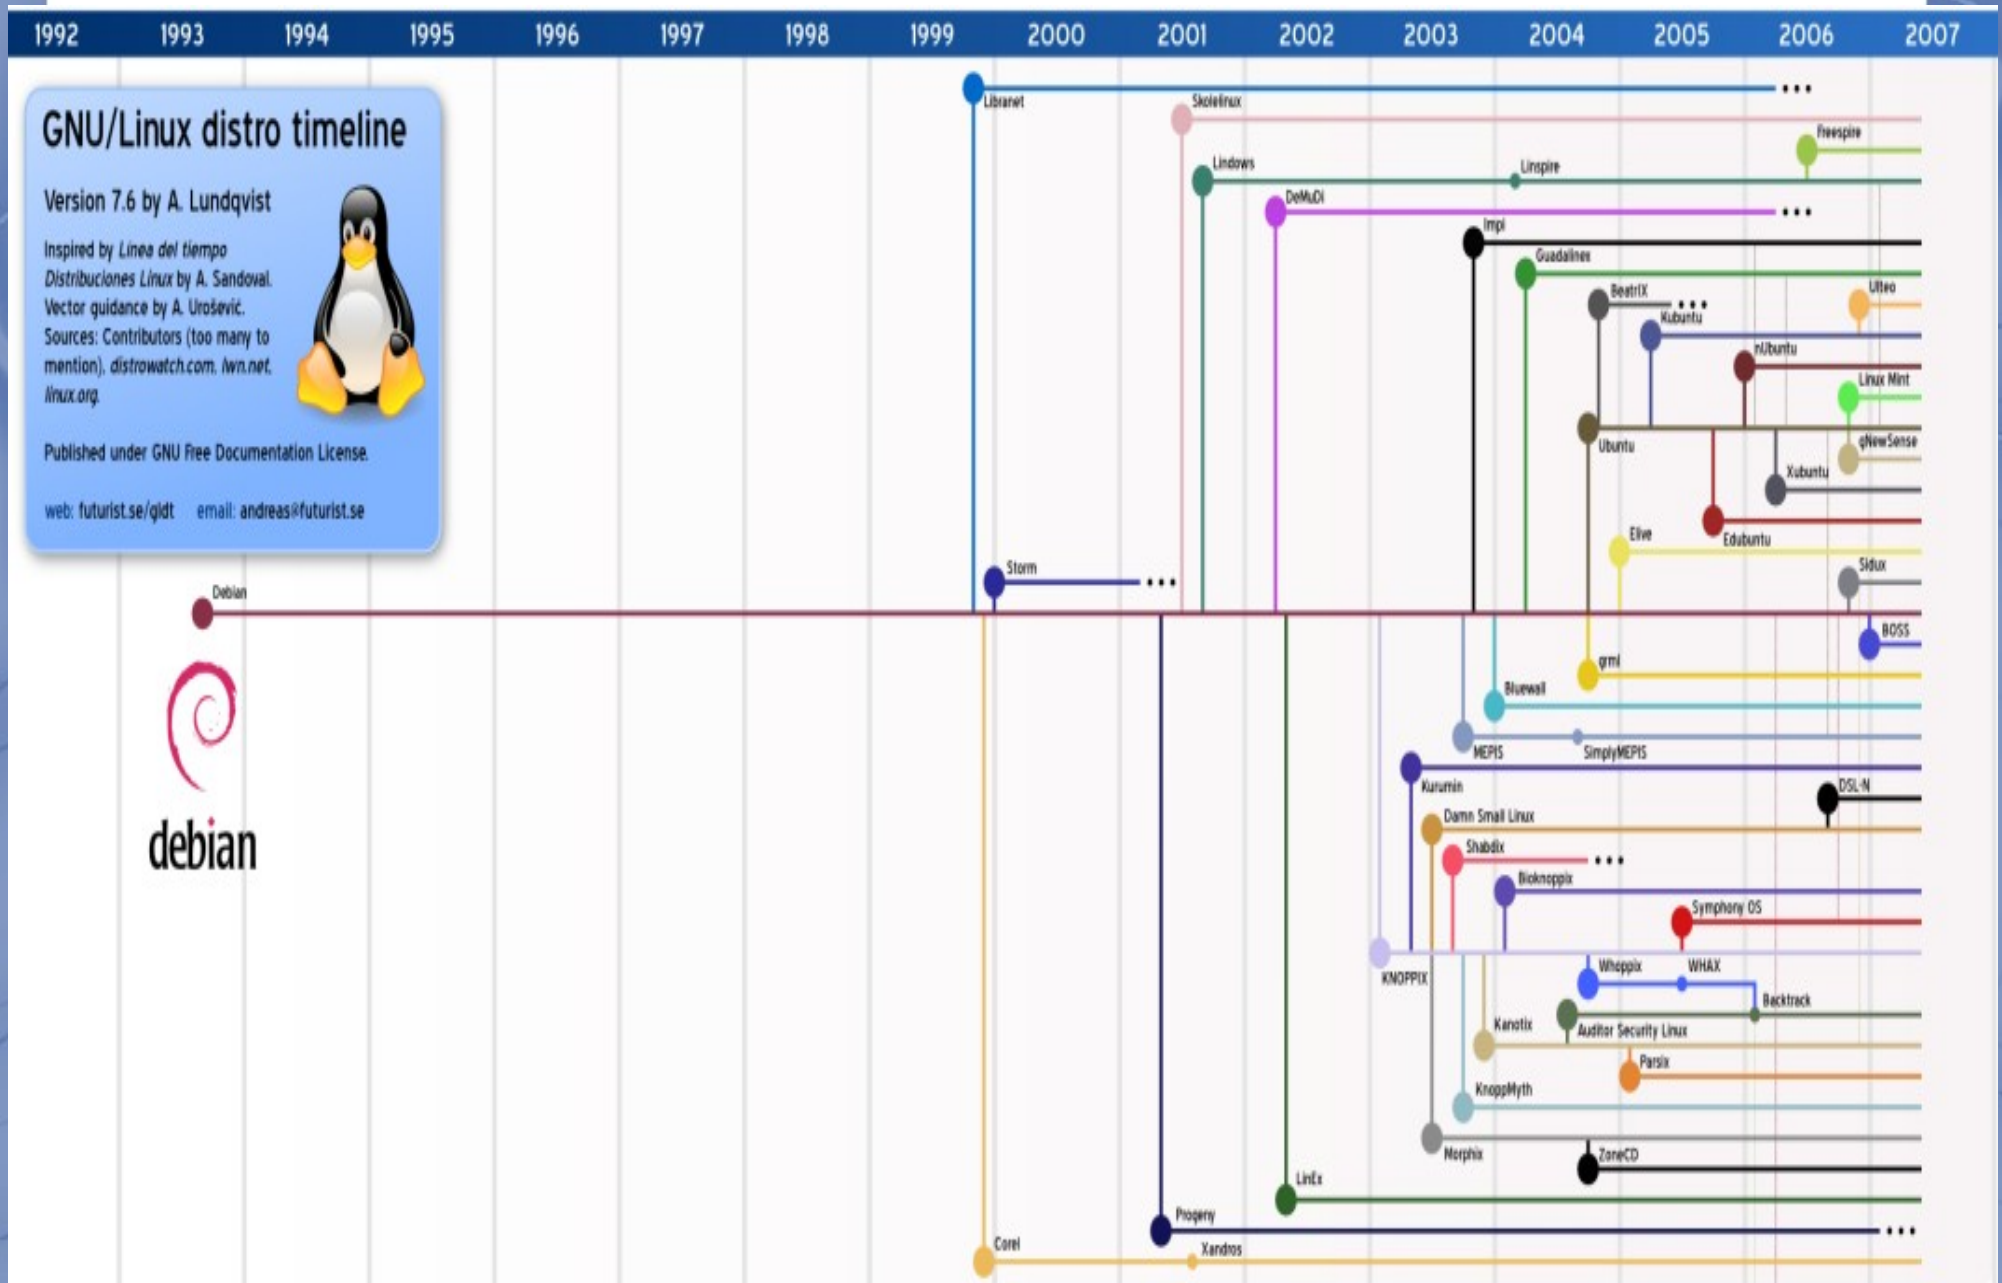 1992 1993 1994 1995 1996 1997 1998 1999 2000 2001 2002 2003 2004 2005 2006 2007
GNU/Linux distro timeline
Version 7.6 by A. Lundqvist
Inspired by Linea del tiempo
Distribuciones Linux by A. Sandoval.
Vector guidance by A. Urošević.
Sources: Contributors (too many to
mention), distrowatch.com, lwn.net,
linux.org.
Published under GNU Free Documentation License.
web: futurist.se/gldt email: andreas@futurist.se
Libranet
Skolelinux
Freespire
Lindows
Linspire
DeMuDi
Impi
Guadalinex
BeatrIX
Ulteo
Kubuntu
nUbuntu
Linux Mint
Ubuntu
gNewSense
Xubuntu
Edubuntu
Elive
Storm
Sidux
Debian
BOSS
grml
Bluewall
MEPIS
SimplyMEPIS
Kurumin
DSL-N
Damn Small Linux
Shabdix
Bioknoppix
Symphony OS
KNOPPIX
Whoppix
WHAX
Backtrack
Kanotix
Auditor Security Linux
Parsix
KnoppMyth
Morphix
ZoneCD
LinEx
Progeny
Corel
Xandros
debian